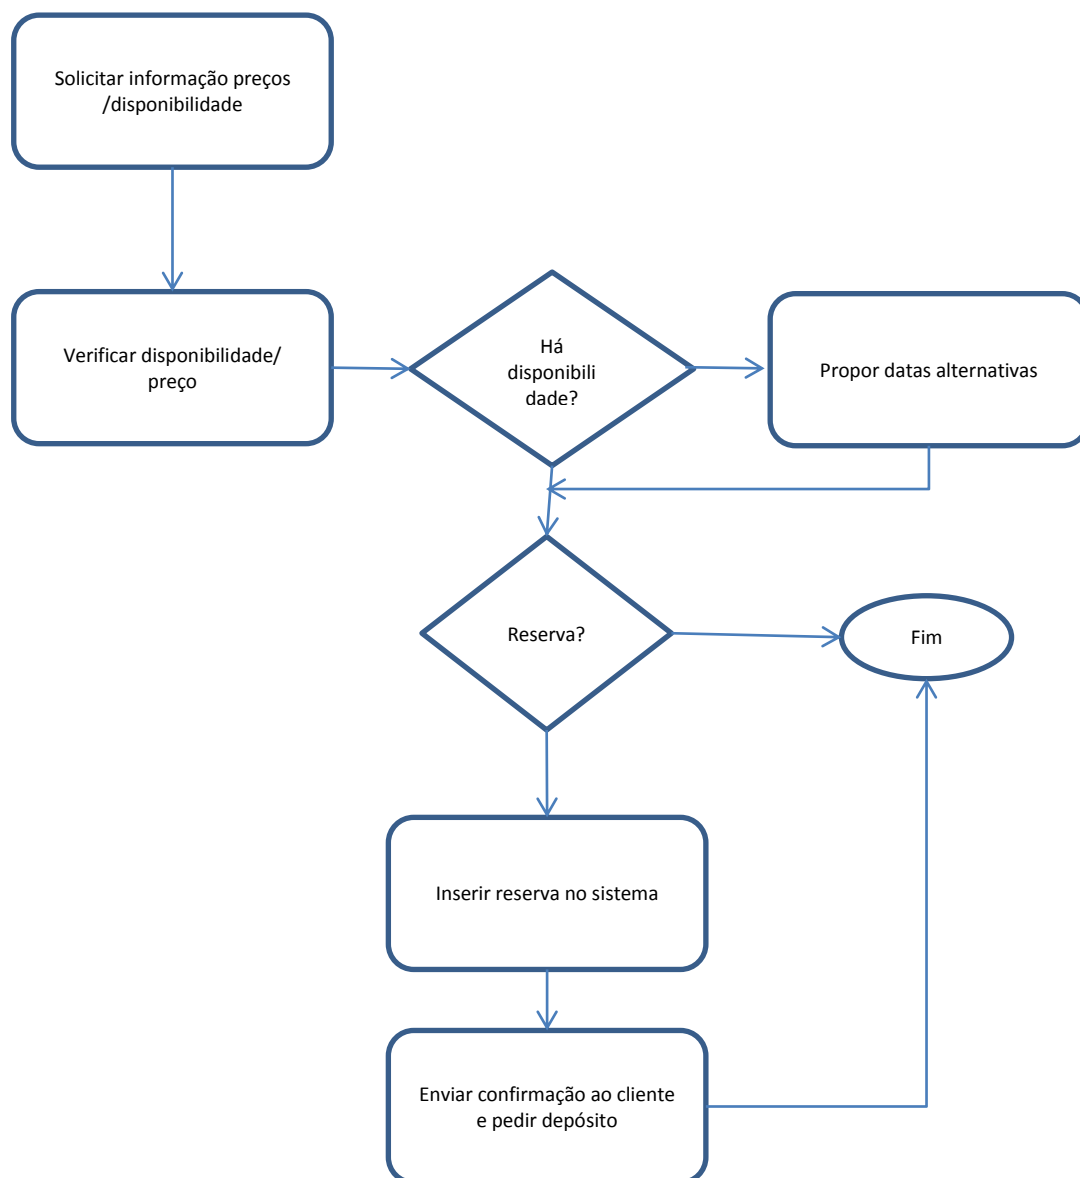 Solicitar informação preços
/disponibilidade
Verificar disponibilidade/
preço
Há
disponibili
dade?
Propor datas alternativas
Reserva?
Fim
Inserir reserva no sistema
Enviar confirmação ao cliente
e pedir depósito